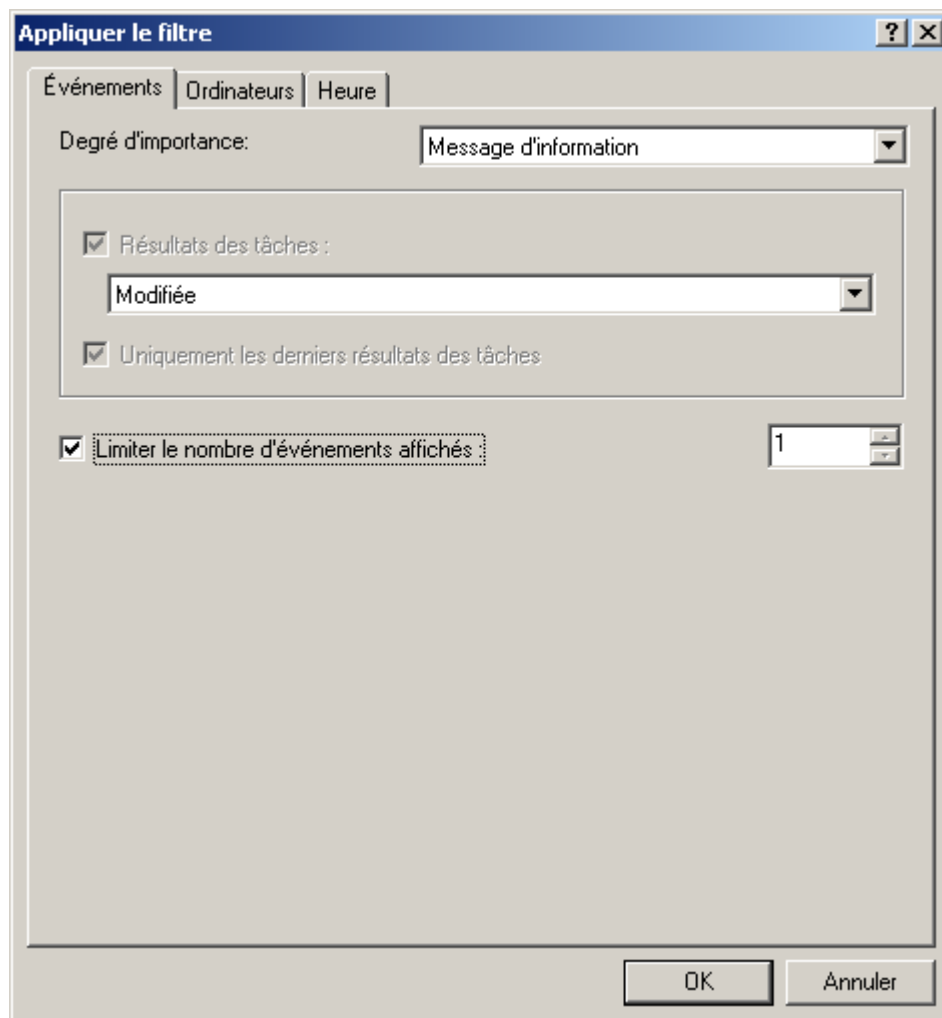 Appliquer le filtre
Événements Ordinateurs Heure
Degré d'importance: Message d'information
Résultats des tâches :
Modifiée
Uniquement les derniers résultats des tâches
Limiter le nombre d'événements affichés : 1
OK Annuler